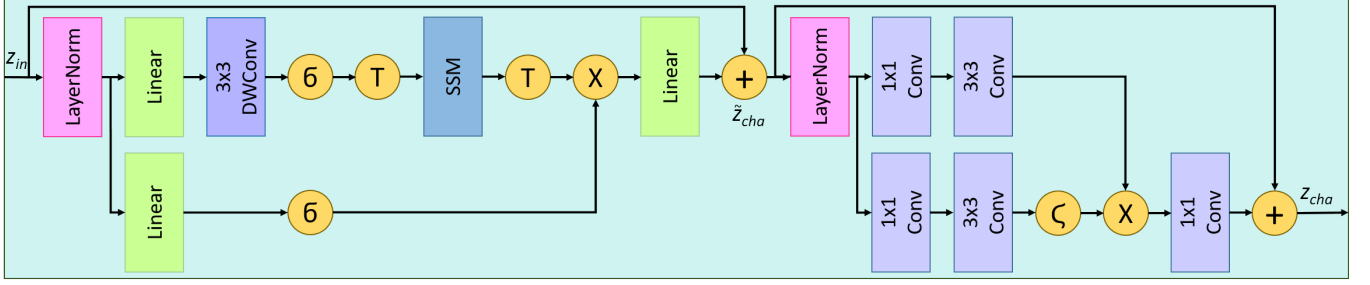 z_in
LayerNorm
Linear
3x3
DWConv
б
T
SSM
T
X
Linear
+
z̃_cha
Linear
б
LayerNorm
1x1
Conv
3x3
Conv
1x1
Conv
3x3
Conv
ς
X
1x1
Conv
+
z_cha